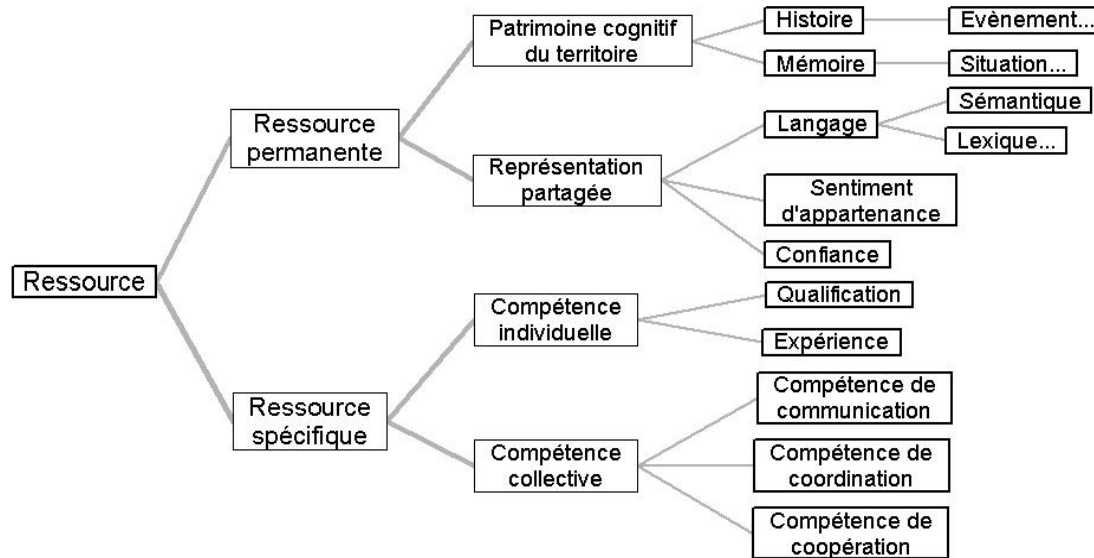 Ressource
Ressource
permanente
Patrimoine cognitif
du territoire
Histoire
Evènement...
Mémoire
Situation...
Représentation
partagée
Langage
Sémantique
Lexique...
Sentiment
d'appartenance
Confiance
Ressource
spécifique
Compétence
individuelle
Qualification
Expérience
Compétence
collective
Compétence de
communication
Compétence de
coordination
Compétence de
coopération